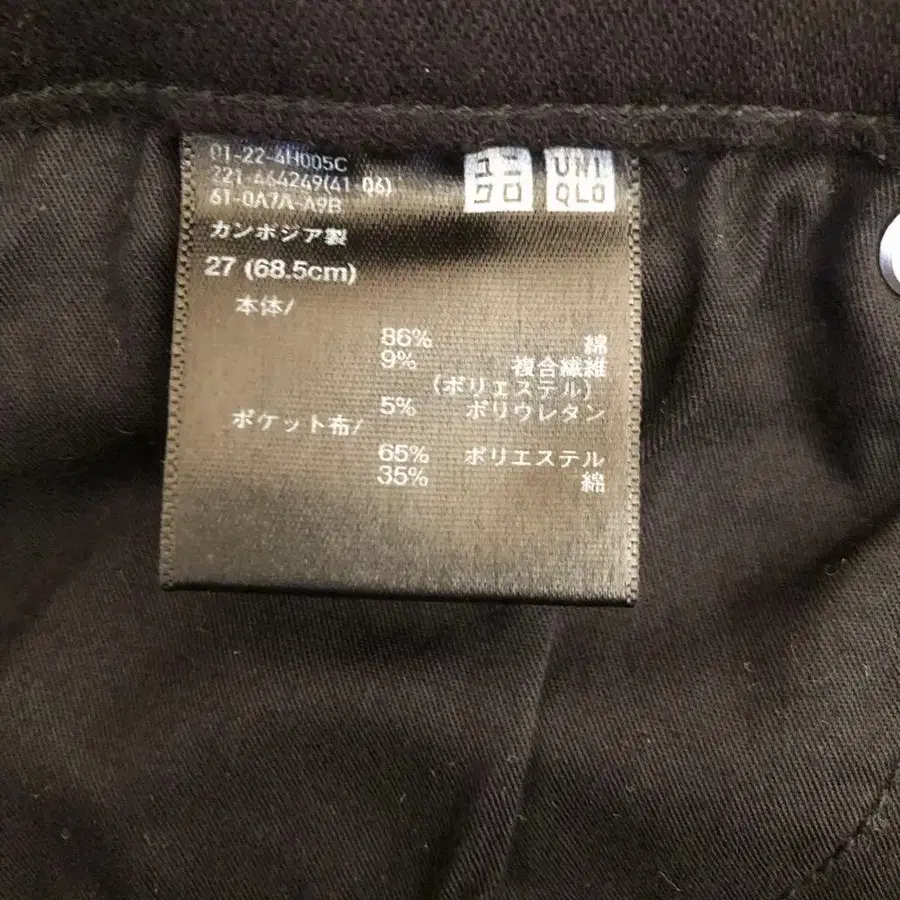 01-22-4H005C
221-464249(41-06)
61-0A7A-A9B
ユニ
クロ
UNI
QLO
カンボジア製
27 (68.5cm)
本体/
86% 綿
9% 複合繊維
(ポリエステル)
5% ポリウレタン
ポケット布/
65% ポリエステル
35% 綿